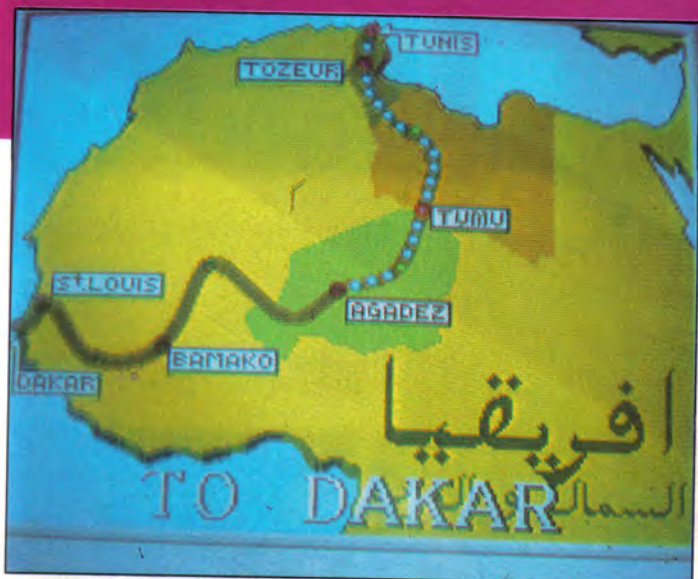 TUNIS
TOZEUR
TUMU
St. LOUIS
AGADEZ
BAMAKO
DAKAR
افريقيا
TO DAKAR